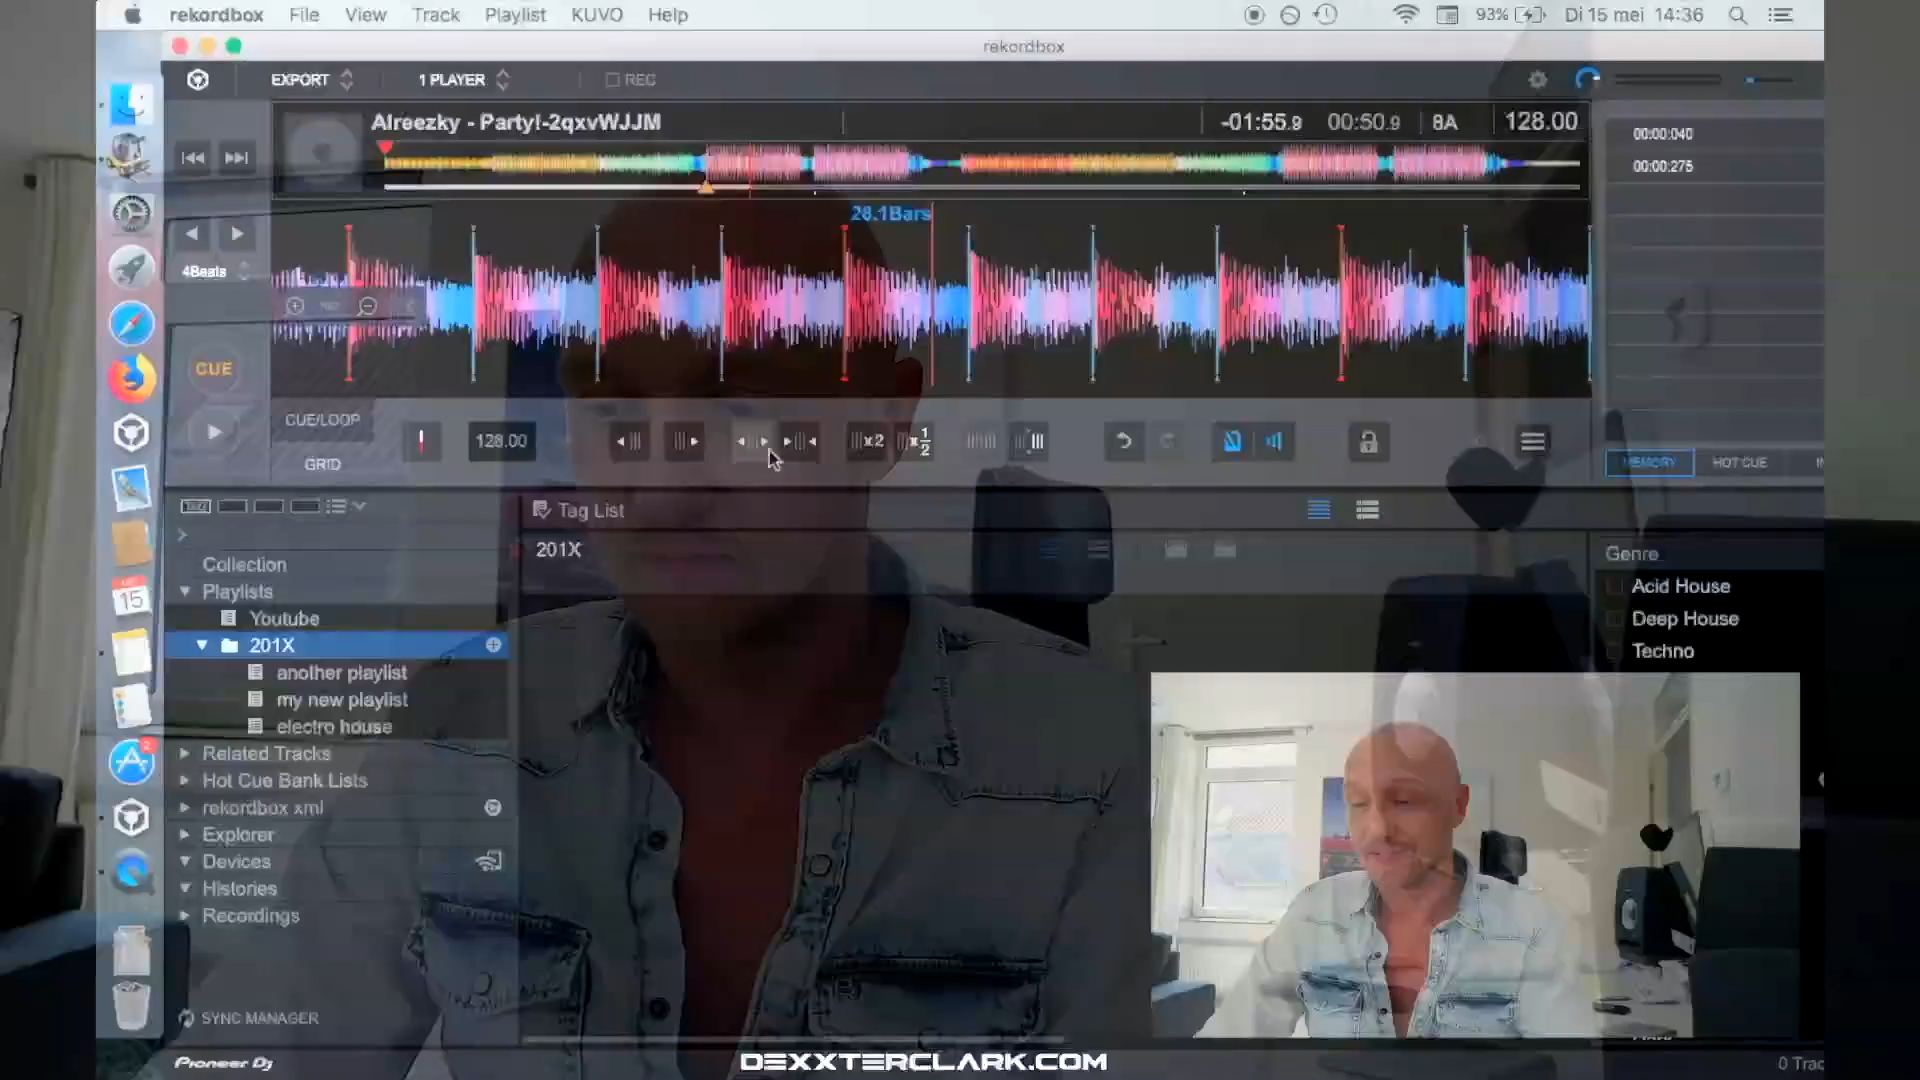 rekordbox File View Track Playlist KUVO Help 93% Di 15 mei 14:36
rekordbox
EXPORT 1 PLAYER REC
Alreezky - Party!-2qxvWJJM -01:55.9 00:50.9 8A 128.00
00:00:040
00:00:275
28.1Bars
4Beats
CUE
CUE/LOOP
GRID
128.00 x2 x1/2
MEMORY HOT CUE
Tag List
201X
Collection
Playlists
Youtube
201X
another playlist
my new playlist
electro house
Related Tracks
Hot Cue Bank Lists
rekordbox xml
Explorer
Devices
Histories
Recordings
Genre
Acid House
Deep House
Techno
15
2
SYNC MANAGER
Pioneer Dj
DEXXTERCLARK.COM
0 Trac